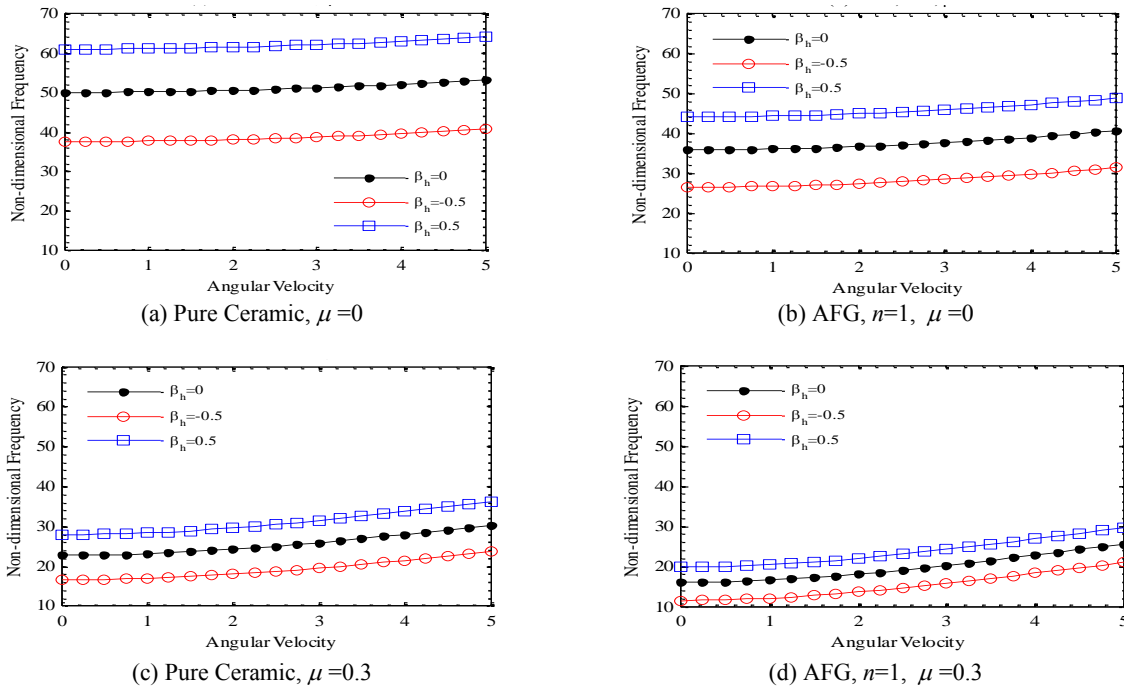 70
60
50
40
30
20
10
Non-dimensional Frequency
βh=0
βh=-0.5
βh=0.5
0 1 2 3 4 5
Angular Velocity
(a) Pure Ceramic, μ =0
70
60
50
40
30
20
10
Non-dimensional Frequency
βh=0
βh=-0.5
βh=0.5
0 1 2 3 4 5
Angular Velocity
(b) AFG, n=1, μ =0
70
60
50
40
30
20
10
Non-dimensional Frequency
βh=0
βh=-0.5
βh=0.5
0 1 2 3 4 5
Angular Velocity
(c) Pure Ceramic, μ =0.3
70
60
50
40
30
20
10
Non-dimensional Frequency
βh=0
βh=-0.5
βh=0.5
0 1 2 3 4 5
Angular Velocity
(d) AFG, n=1, μ =0.3